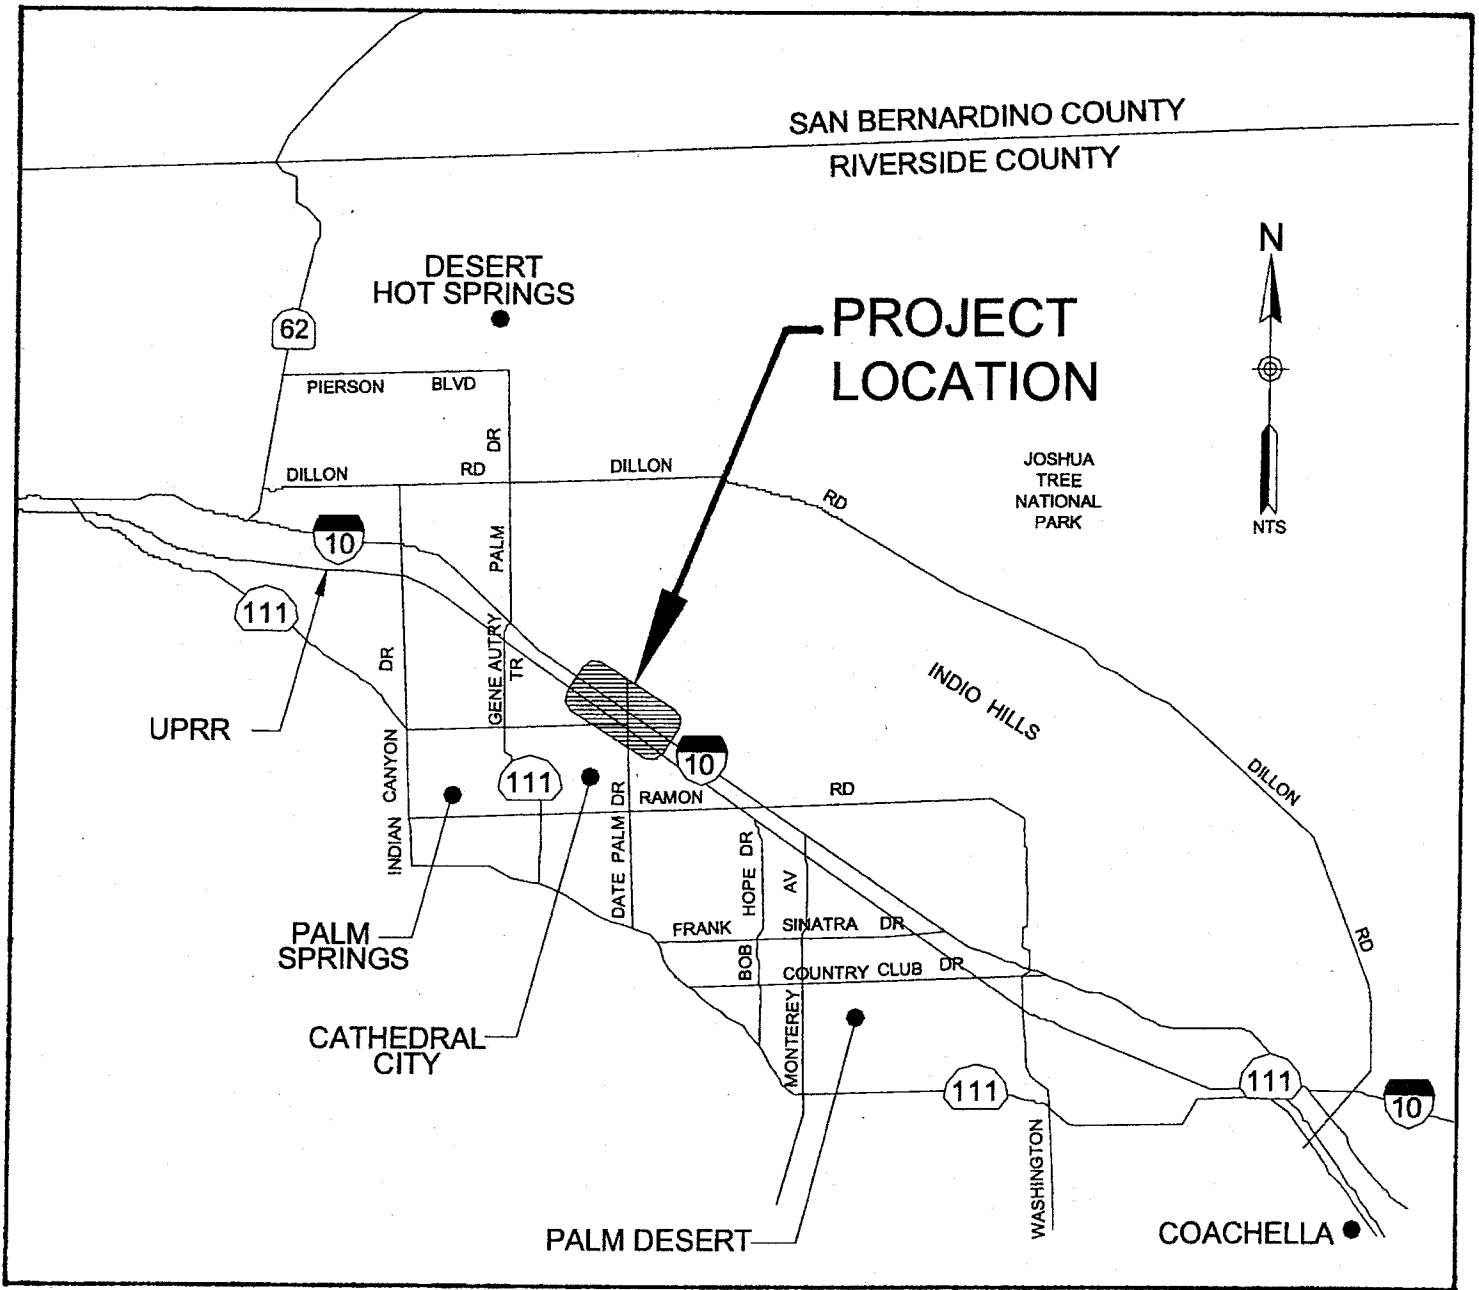 SAN BERNARDINO COUNTY
RIVERSIDE COUNTY
N
DESERT
HOT SPRINGS
PROJECT
LOCATION
62
PIERSON BLVD
DR
DILLON RD DILLON
RD
JOSHUA
TREE
NATIONAL
PARK
NTS
10
PALM
111
GENE AUTRY
TR
DR
UPRR
INDIO HILLS
10
111
INDIAN CANYON
DATE PALM DR
RAMON RD
DILLON
RD
HOPE DR
AV
FRANK SINATRA DR
BOB
COUNTRY CLUB DR
PALM
SPRINGS
CATHEDRAL
CITY
MONTEREY
111
111
10
WASHINGTON
PALM DESERT
COACHELLA